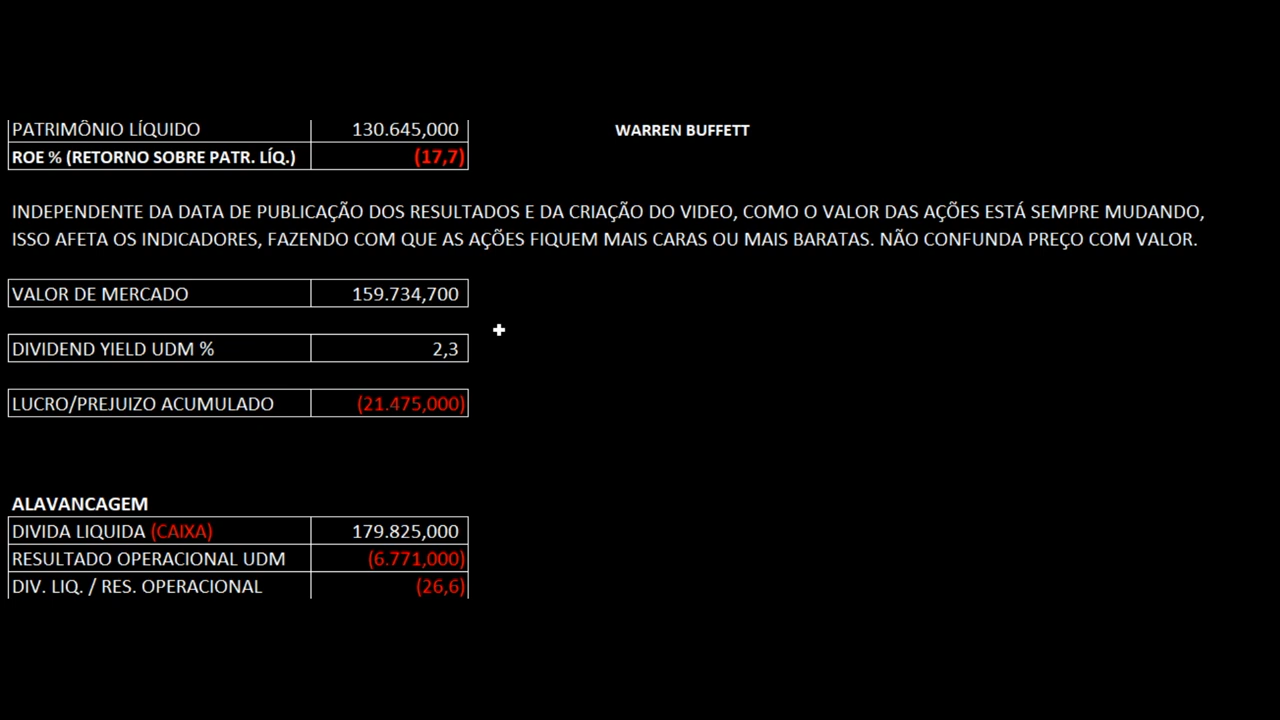 PATRIMÔNIO LÍQUIDO 130.645,000 WARREN BUFFETT
ROE % (RETORNO SOBRE PATR. LÍQ.) (17,7)
INDEPENDENTE DA DATA DE PUBLICAÇÃO DOS RESULTADOS E DA CRIAÇÃO DO VIDEO, COMO O VALOR DAS AÇÕES ESTÁ SEMPRE MUDANDO,
ISSO AFETA OS INDICADORES, FAZENDO COM QUE AS AÇÕES FIQUEM MAIS CARAS OU MAIS BARATAS. NÃO CONFUNDA PREÇO COM VALOR.
VALOR DE MERCADO 159.734,700
DIVIDEND YIELD UDM % 2,3
LUCRO/PREJUIZO ACUMULADO (21.475,000)
ALAVANCAGEM
DIVIDA LIQUIDA (CAIXA) 179.825,000
RESULTADO OPERACIONAL UDM (6.771,000)
DIV. LIQ. / RES. OPERACIONAL (26,6)